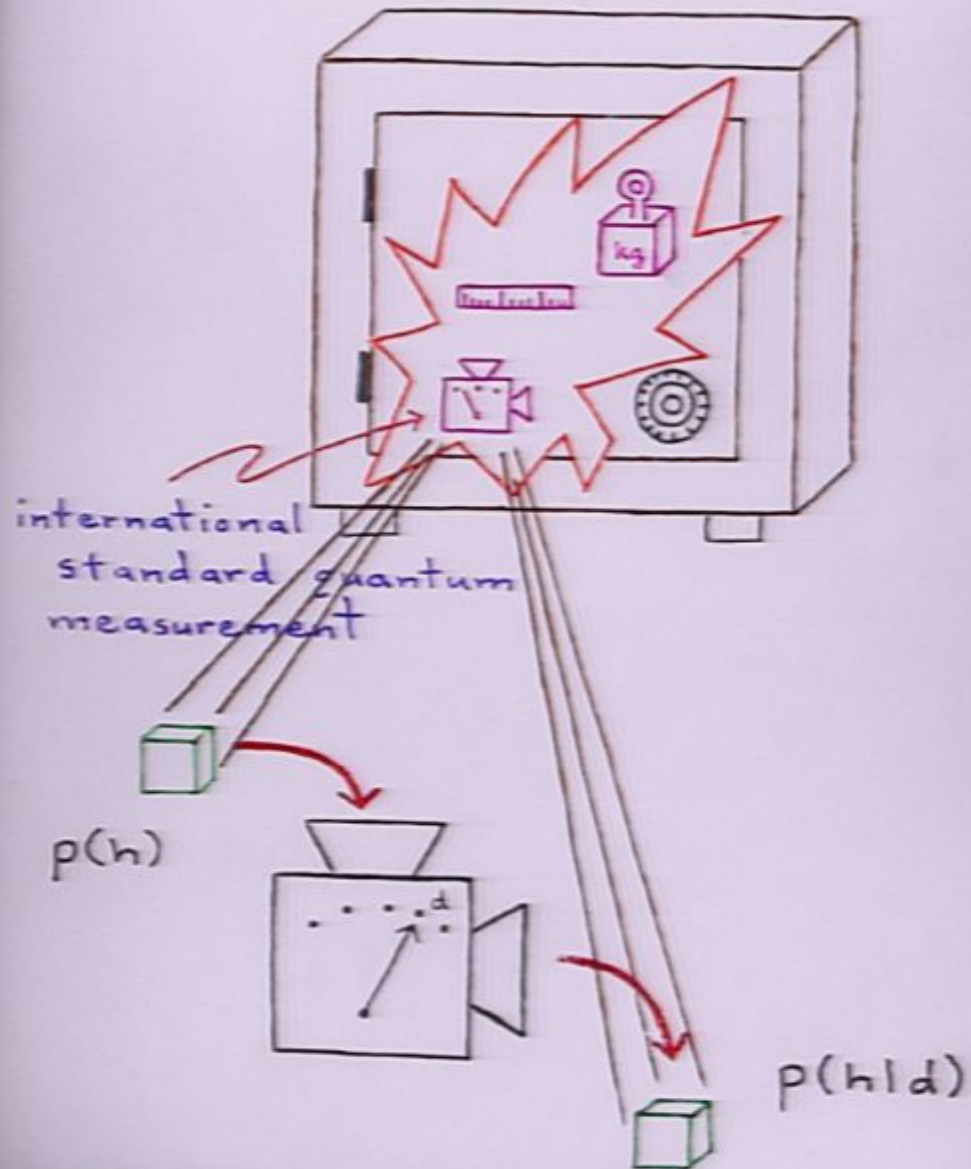 kg
international
standard quantum
measurement
p(h)
d
p(h|d)